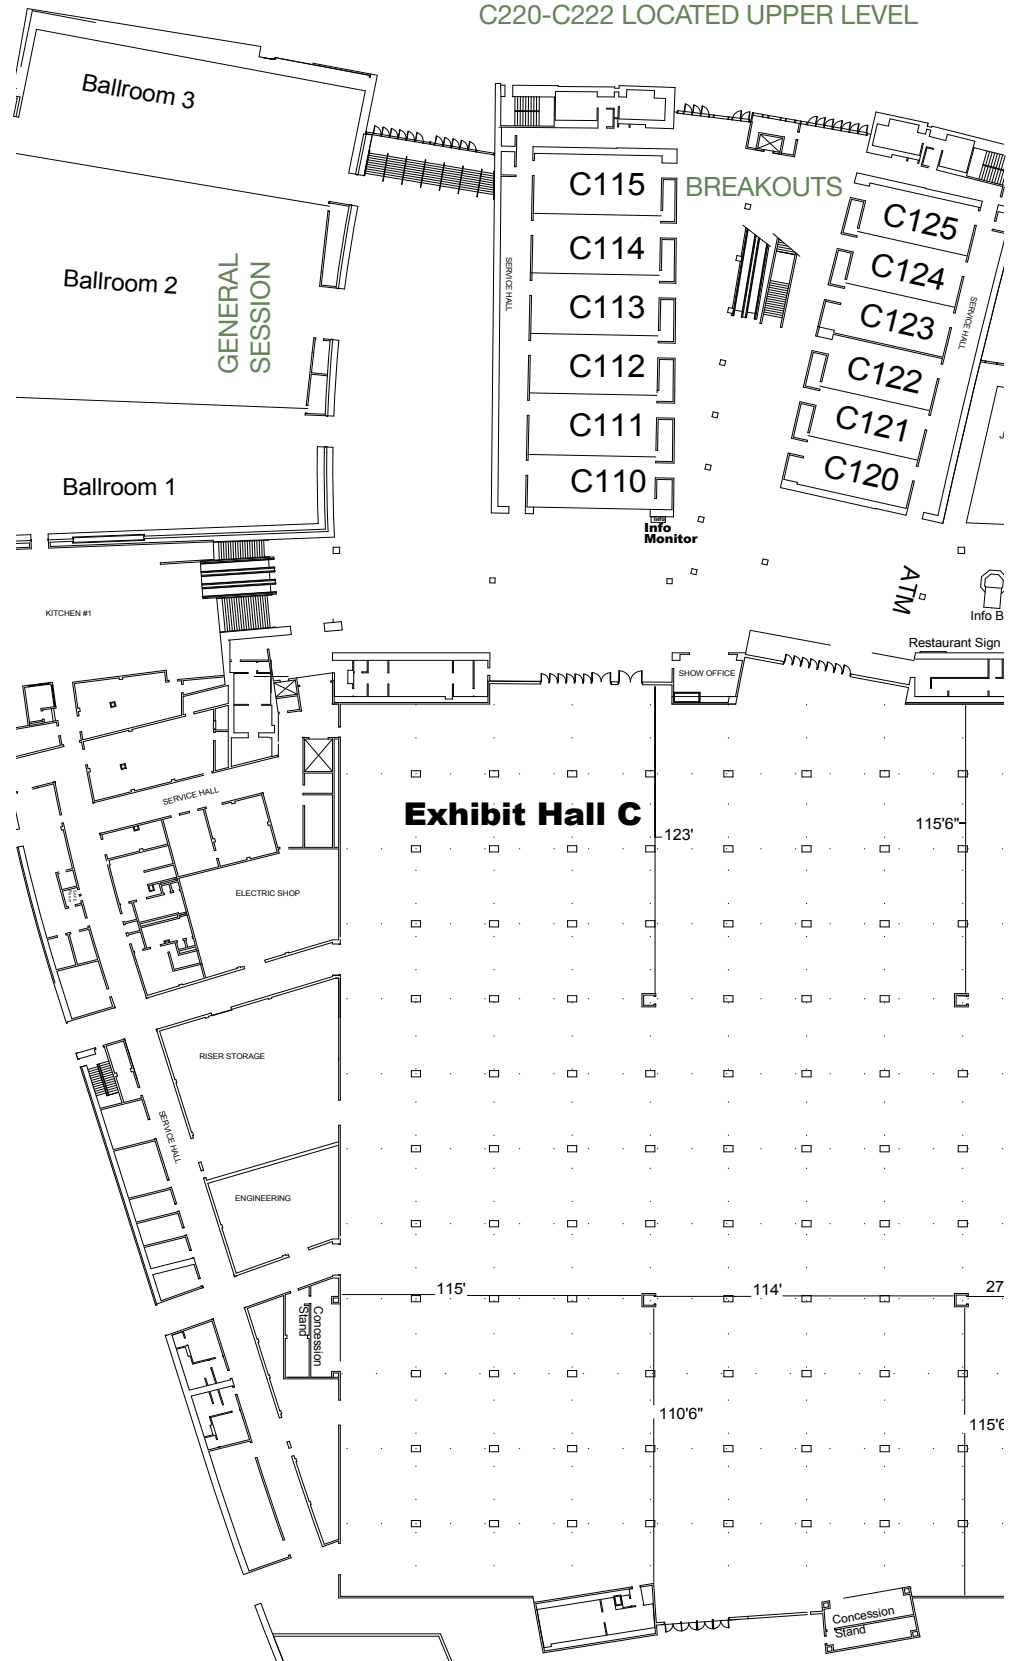 C220-C222 LOCATED UPPER LEVEL
Ballroom 3
C115
BREAKOUTS
C125
C114
C124
Ballroom 2
GENERAL
SESSION
SERVICE HALL
C113
C123
SERVICE HALL
C112
C122
C111
C121
Ballroom 1
C110
C120
Info
Info
Monitor
ATM
KITCHEN #1
Info B
Restaurant Sign
SHOW OFFICE
SERVICE HALL
Exhibit Hall C
123'
115'6"
ELECTRIC SHOP
RISER STORAGE
SERVICE HALL
ENGINEERING
115'
114'
27
Concession
Stand
110'6"
115'6
Concession
Stand